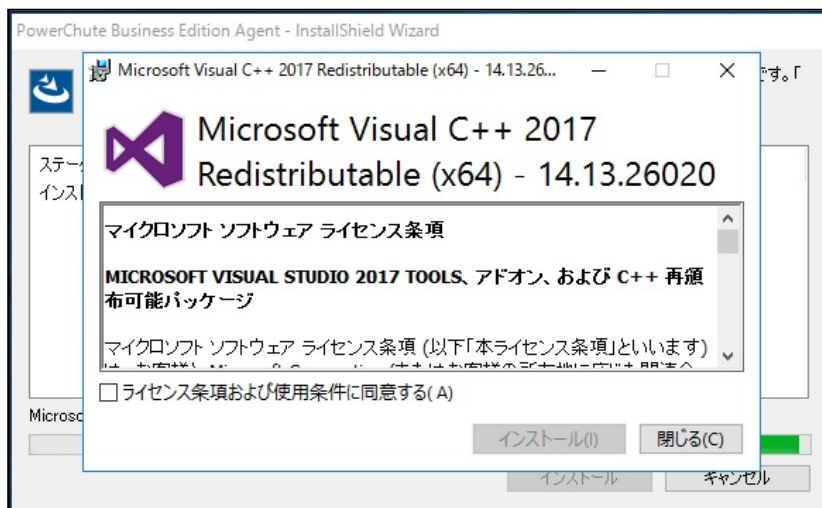 PowerChute Business Edition Agent - InstallShield Wizard
Microsoft Visual C++ 2017 Redistributable (x64) - 14.13.26...
です。「
Microsoft Visual C++ 2017
Redistributable (x64) - 14.13.26020
ステー
インスト
マイクロソフト ソフトウェア ライセンス条項
MICROSOFT VISUAL STUDIO 2017 TOOLS、アドオン、および C++ 再頒
布可能パッケージ
マイクロソフト ソフトウェア ライセンス条項 (以下「本ライセンス条項」といいます)
ライセンス条項および使用条件に同意する(A)
Microsc
インストール(I)
閉じる(C)
インストール
キャンセル